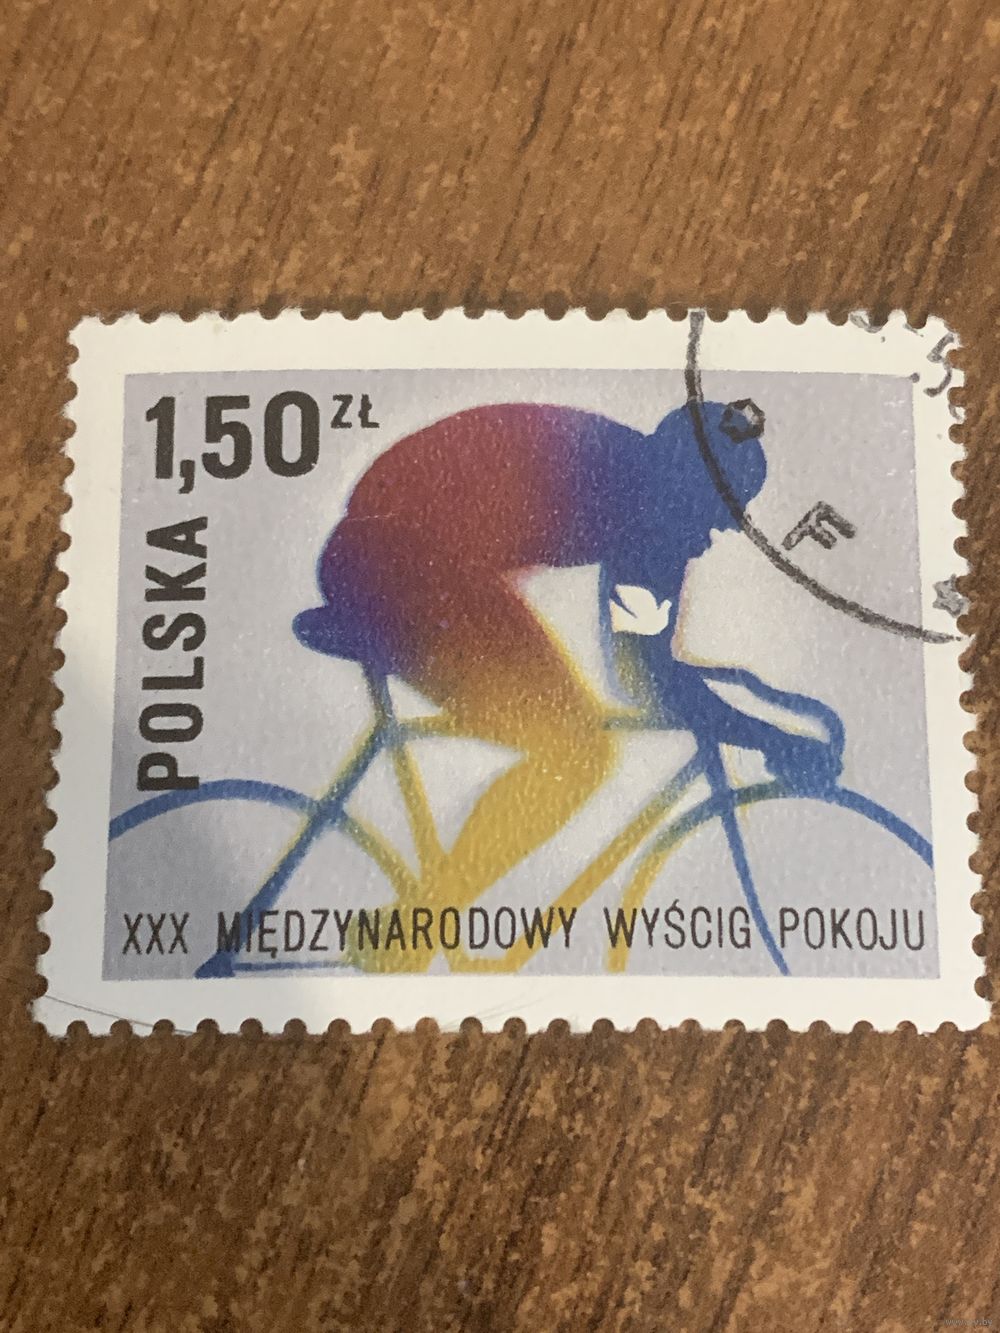 1,50 ZŁ
POLSKA
XXX MIĘDZYNARODOWY WYŚCIG POKOJU
F